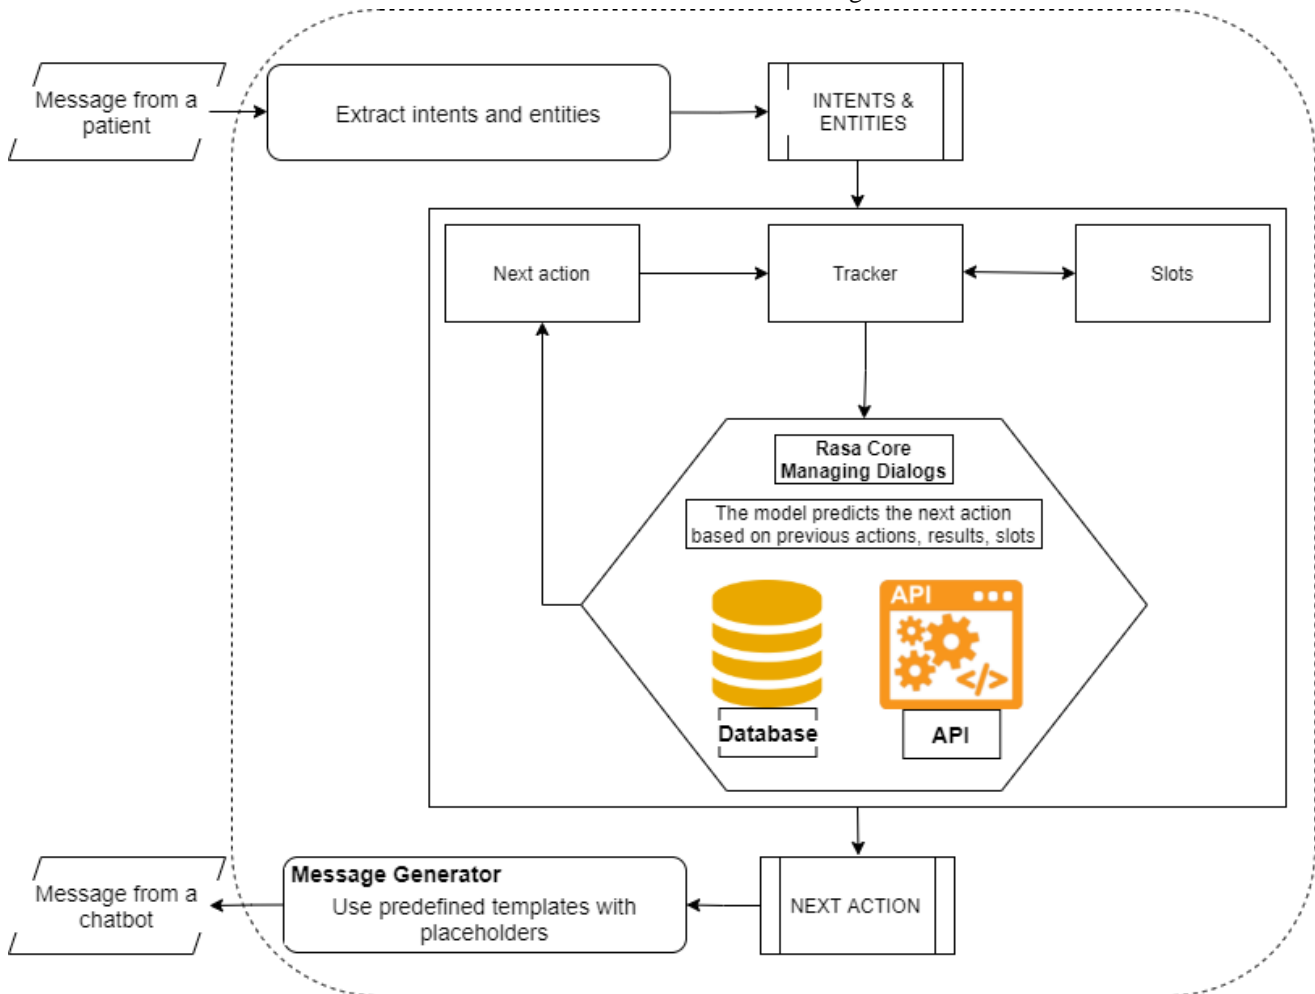 Message from a
patient
Extract intents and entities
INTENTS &
ENTITIES
Next action
Tracker
Slots
Rasa Core
Managing Dialogs
The model predicts the next action
based on previous actions, results, slots
API
</>
Database
API
Message from a
chatbot
Message Generator
Use predefined templates with
placeholders
NEXT ACTION